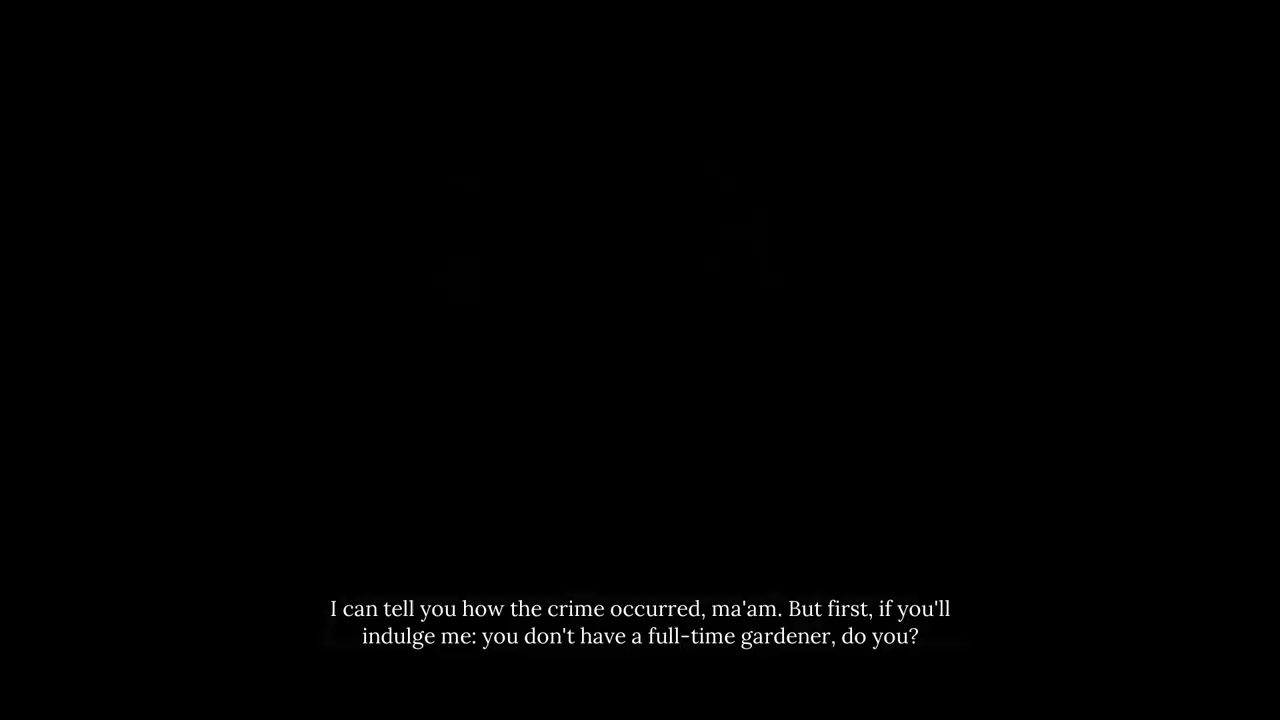 I can tell you how the crime occurred, ma'am. But first, if you'll
indulge me: you don't have a full-time gardener, do you?